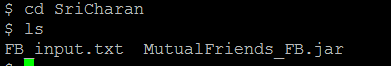 $ cd SriCharan
$ ls
FB_input.txt  MutualFriends_FB.jar
$